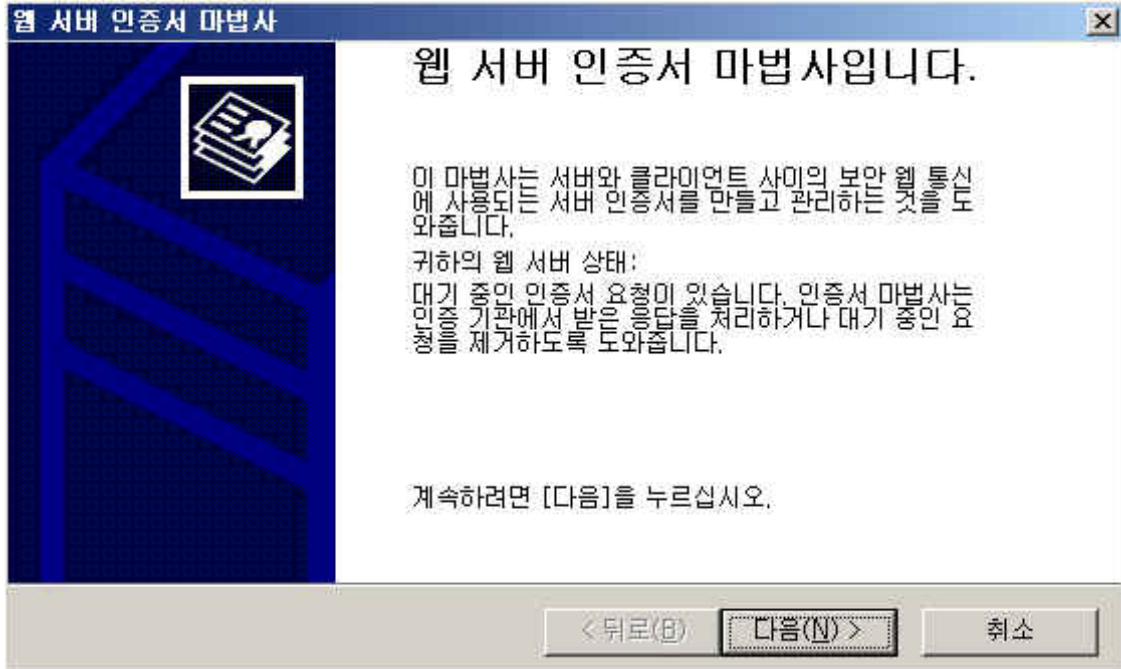 웹 서버 인증서 마법사
웹 서버 인증서 마법사입니다.
이 마법사는 서버와 클라이언트 사이의 보안 웹 통신
에 사용되는 서버 인증서를 만들고 관리하는 것을 도
와줍니다.
귀하의 웹 서버 상태:
대기 중인 인증서 요청이 있습니다. 인증서 마법사는
인증 기관에서 받은 응답을 처리하거나 대기 중인 요
청을 제거하도록 도와줍니다.
계속하려면 [다음]을 누르십시오.
< 뒤로(B) 다음(N) > 취소